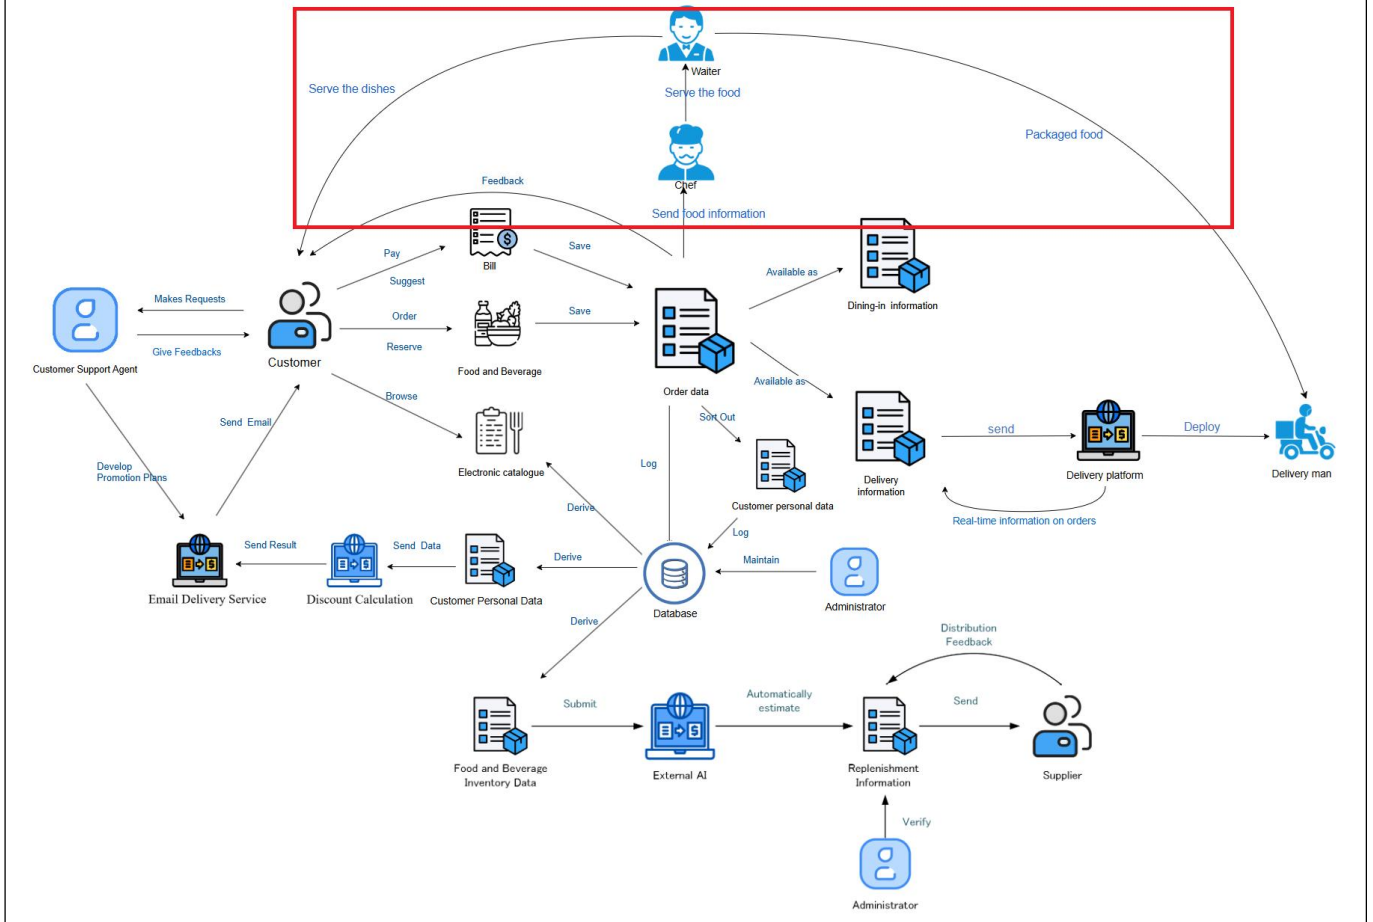 Waiter
Serve the dishes
Serve the food
Packaged food
Chef
Feedback
Send food information
Pay
Save
Bill
Suggest
Available as
Dining-in information
Makes Requests
Order
Save
Give Feedbacks
Reserve
Customer Support Agent
Customer
Food and Beverage
Order data
Available as
Browse
Sort Out
Send Email
send
Deploy
Develop
Promotion Plans
Log
Electronic catalogue
Delivery
information
Delivery platform
Delivery man
Customer personal data
Derive
Real-time information on orders
Log
Send Result
Send Data
Derive
Maintain
Email Delivery Service
Discount Calculation
Customer Personal Data
Database
Administrator
Derive
Distribution
Feedback
Submit
Automatically
estimate
Send
Food and Beverage
Inventory Data
External AI
Replenishment
Information
Supplier
Verify
Administrator